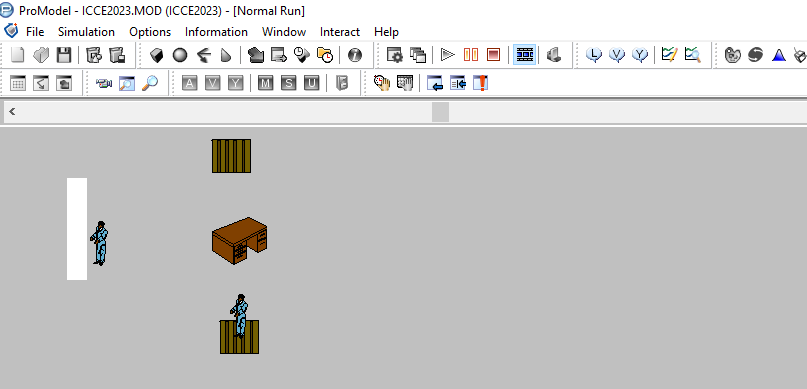 ProModel - ICCE2023.MOD (ICCE2023) - [Normal Run]
File Simulation Options Information Window Interact Help
L V Y
A V Y M S U